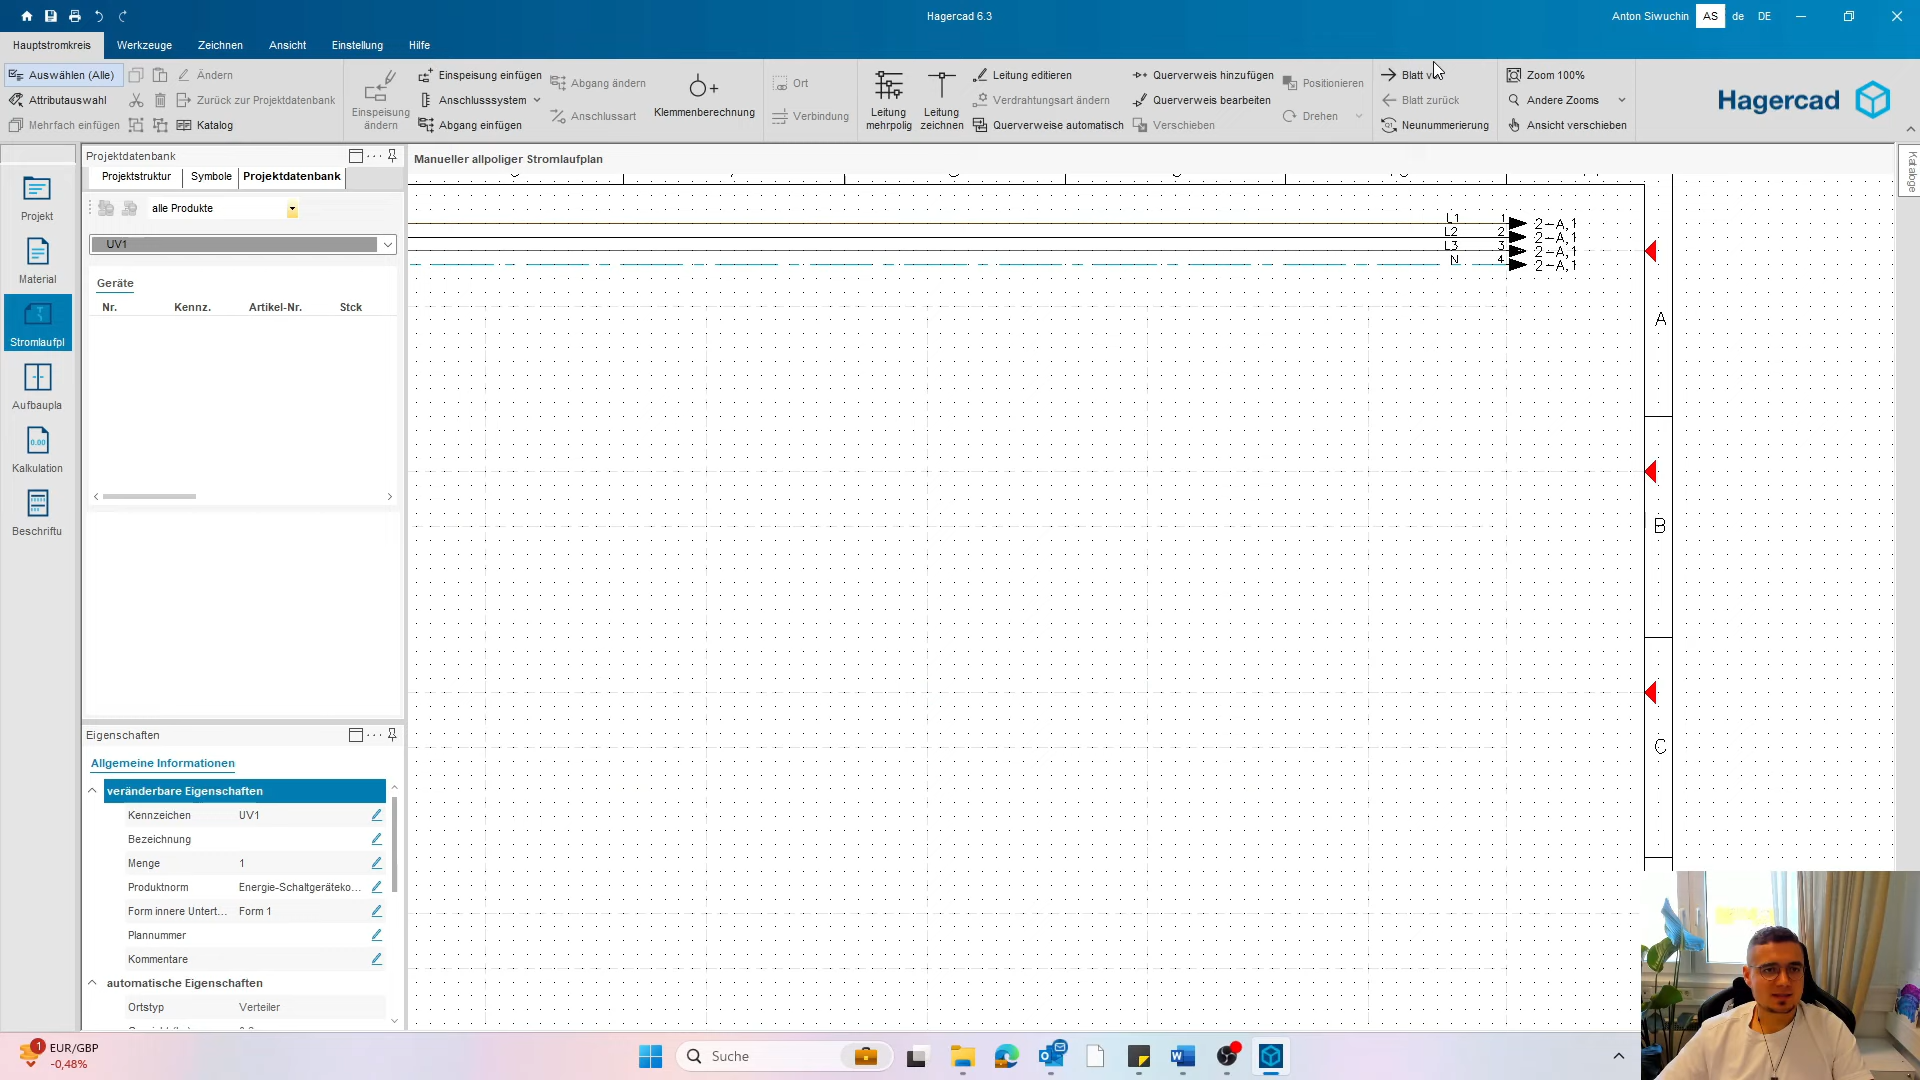 Hagercad 6.3
Anton Siwuchin
AS
de
DE
Hauptstromkreis
Werkzeuge
Zeichnen
Ansicht
Einstellung
Hilfe
Auswählen (Alle)
Attributauswahl
Mehrfach einfügen
Ändern
Zurück zur Projektdatenbank
Katalog
Einspeisung
ändern
Einspeisung einfügen
Anschlusssystem
Abgang einfügen
Abgang ändern
Anschlussart
Klemmenberechnung
Ort
Verbindung
Leitung
mehrpolig
Leitung
zeichnen
Leitung editieren
Verdrahtungsart ändern
Querverweise automatisch
Querverweis hinzufügen
Querverweis bearbeiten
Verschieben
Positionieren
Drehen
Blatt
Blatt zurück
Neunummerierung
Zoom 100%
Andere Zooms
Ansicht verschieben
Hagercad
Projekt
Material
Stromlaufpl
Aufbaupla
Kalkulation
Beschriftu
0.00
Projektdatenbank
Projektstruktur
Symbole
Projektdatenbank
alle Produkte
UV1
Geräte
Nr.
Kennz.
Artikel-Nr.
Stck
Eigenschaften
Allgemeine Informationen
veränderbare Eigenschaften
Kennzeichen
UV1
Bezeichnung
Menge
1
Produktnorm
Energie-Schaltgeräteko...
Form innere Untert...
Form 1
Plannummer
Kommentare
automatische Eigenschaften
Ortstyp
Verteiler
Manueller allpoliger Stromlaufplan
L1 1 2-A,1
L2 2 2-A,1
L3 3 2-A,1
N 4 2-A,1
A
B
C
Kataloge
1
EUR/GBP
-0,48%
Suche